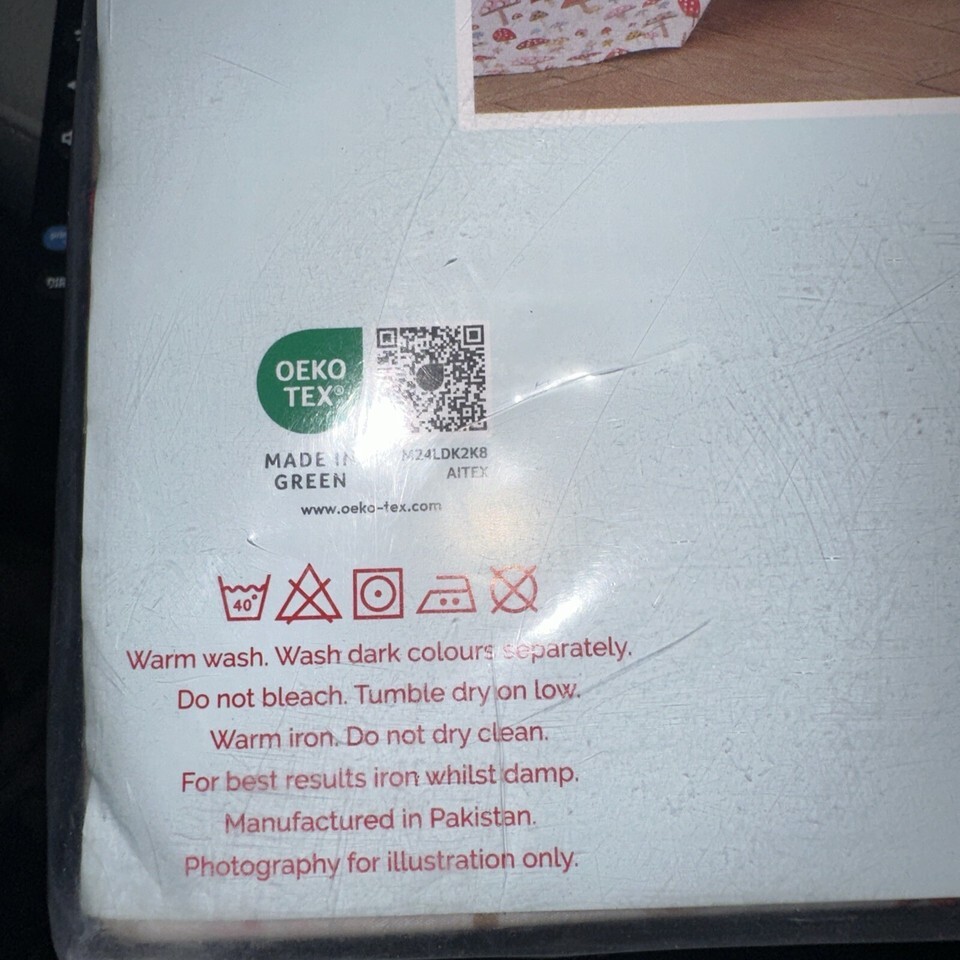 OEKO
TEX®
MADE IN
GREEN
M24LDK2K8
AITEX
www.oeko-tex.com
40°
Warm wash. Wash dark colours separately.
Do not bleach. Tumble dry on low.
Warm iron. Do not dry clean.
For best results iron whilst damp.
Manufactured in Pakistan.
Photography for illustration only.